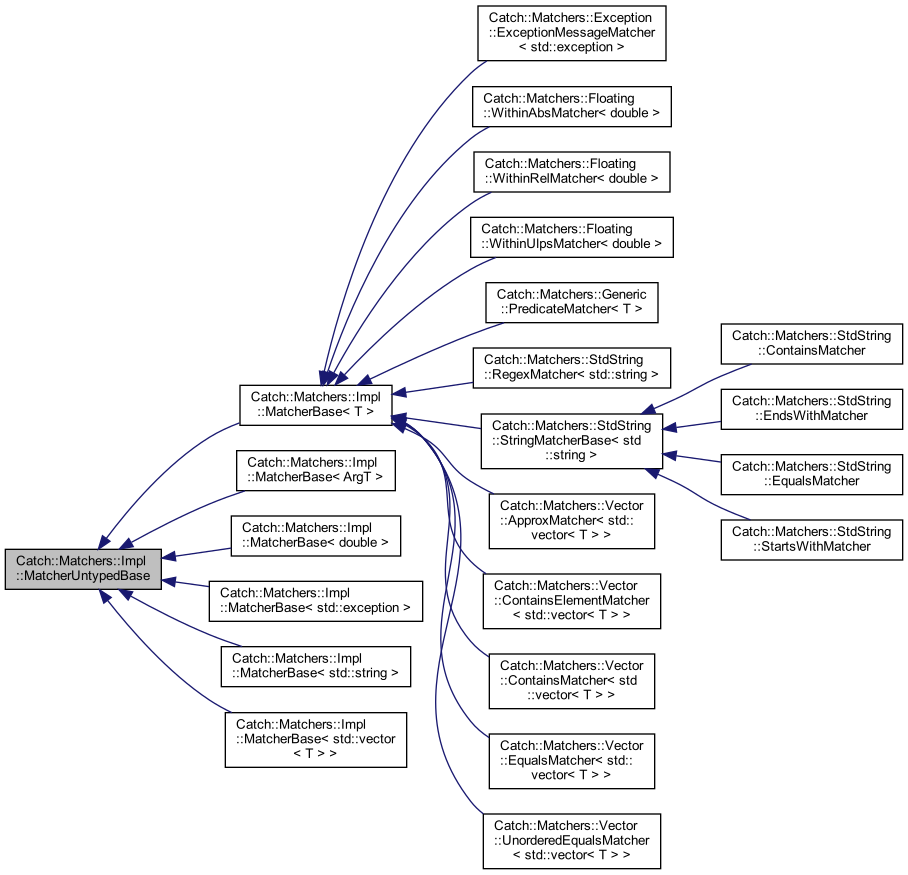 Catch::Matchers::Exception
::ExceptionMessageMatcher
< std::exception >
Catch::Matchers::Floating
::WithinAbsMatcher< double >
Catch::Matchers::Floating
::WithinRelMatcher< double >
Catch::Matchers::Floating
::WithinUlpsMatcher< double >
Catch::Matchers::Generic
::PredicateMatcher< T >
Catch::Matchers::StdString
::RegexMatcher< std::string >
Catch::Matchers::StdString
::StringMatcherBase< std
::string >
Catch::Matchers::StdString
::ContainsMatcher
Catch::Matchers::StdString
::EndsWithMatcher
Catch::Matchers::StdString
::EqualsMatcher
Catch::Matchers::StdString
::StartsWithMatcher
Catch::Matchers::Impl
::MatcherBase< T >
Catch::Matchers::Impl
::MatcherBase< ArgT >
Catch::Matchers::Impl
::MatcherBase< double >
Catch::Matchers::Impl
::MatcherUntypedBase
Catch::Matchers::Impl
::MatcherBase< std::exception >
Catch::Matchers::Impl
::MatcherBase< std::string >
Catch::Matchers::Impl
::MatcherBase< std::vector
< T > >
Catch::Matchers::Vector
::ApproxMatcher< std::
vector< T > >
Catch::Matchers::Vector
::ContainsElementMatcher
< std::vector< T > >
Catch::Matchers::Vector
::ContainsMatcher< std
::vector< T > >
Catch::Matchers::Vector
::EqualsMatcher< std::
vector< T > >
Catch::Matchers::Vector
::UnorderedEqualsMatcher
< std::vector< T > >